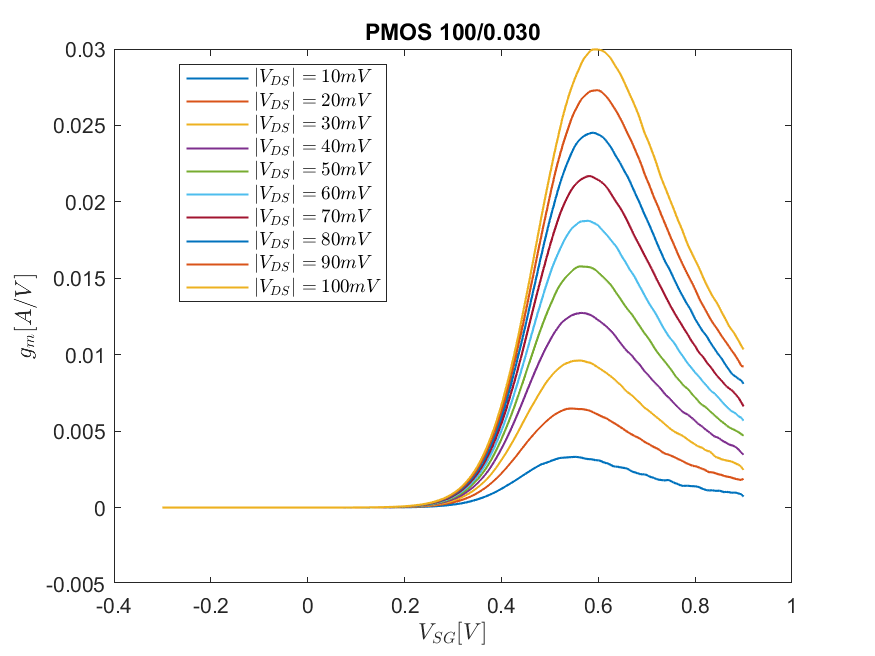 PMOS 100/0.030
0.03
0.025
0.02
0.015
0.01
0.005
0
-0.005
g_m[A/V]
|V_DS| = 10mV
|V_DS| = 20mV
|V_DS| = 30mV
|V_DS| = 40mV
|V_DS| = 50mV
|V_DS| = 60mV
|V_DS| = 70mV
|V_DS| = 80mV
|V_DS| = 90mV
|V_DS| = 100mV
-0.4 -0.2 0 0.2 0.4 0.6 0.8 1
V_SG[V]